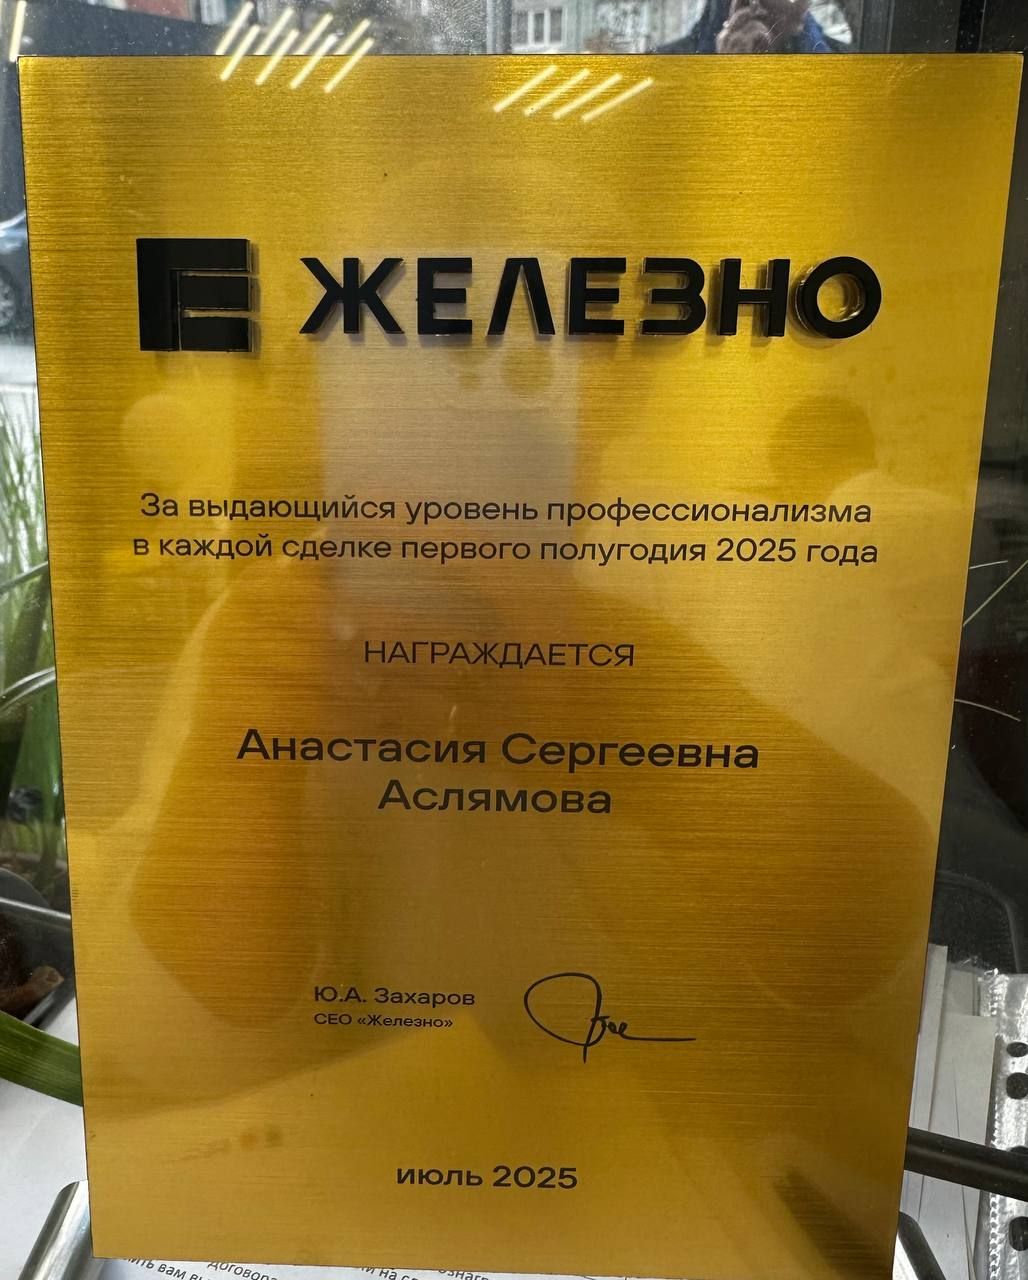 ЖЕЛЕЗНО
За выдающийся уровень профессионализма
в каждой сделке первого полугодия 2025 года
НАГРАЖДАЕТСЯ
Анастасия Сергеевна
Аслямова
Ю.А. Захаров
CEO «Железно»
июль 2025
вам